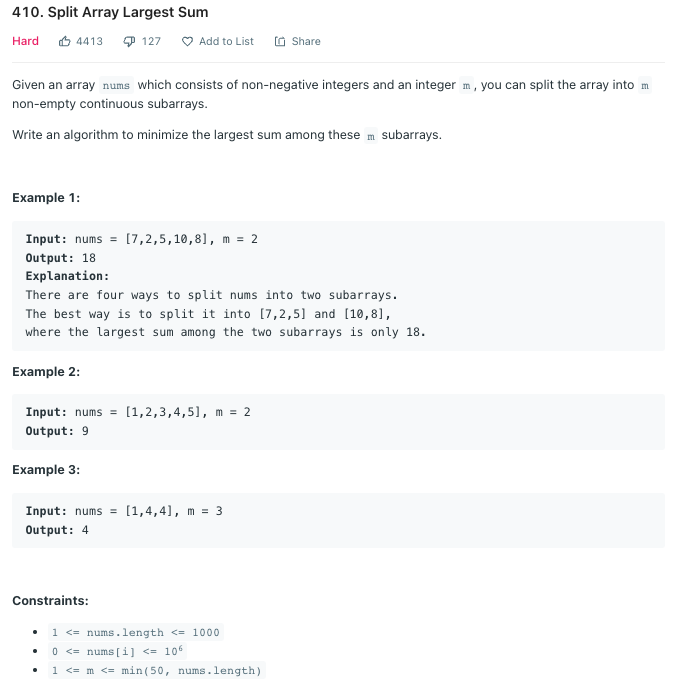 410. Split Array Largest Sum
Hard 4413 127 Add to List Share
Given an array nums which consists of non-negative integers and an integer m, you can split the array into m
non-empty continuous subarrays.
Write an algorithm to minimize the largest sum among these m subarrays.
Example 1:
Input: nums = [7,2,5,10,8], m = 2
Output: 18
Explanation:
There are four ways to split nums into two subarrays.
The best way is to split it into [7,2,5] and [10,8],
where the largest sum among the two subarrays is only 18.
Example 2:
Input: nums = [1,2,3,4,5], m = 2
Output: 9
Example 3:
Input: nums = [1,4,4], m = 3
Output: 4
Constraints:
• 1 <= nums.length <= 1000
• 0 <= nums[i] <= 10⁶
• 1 <= m <= min(50, nums.length)